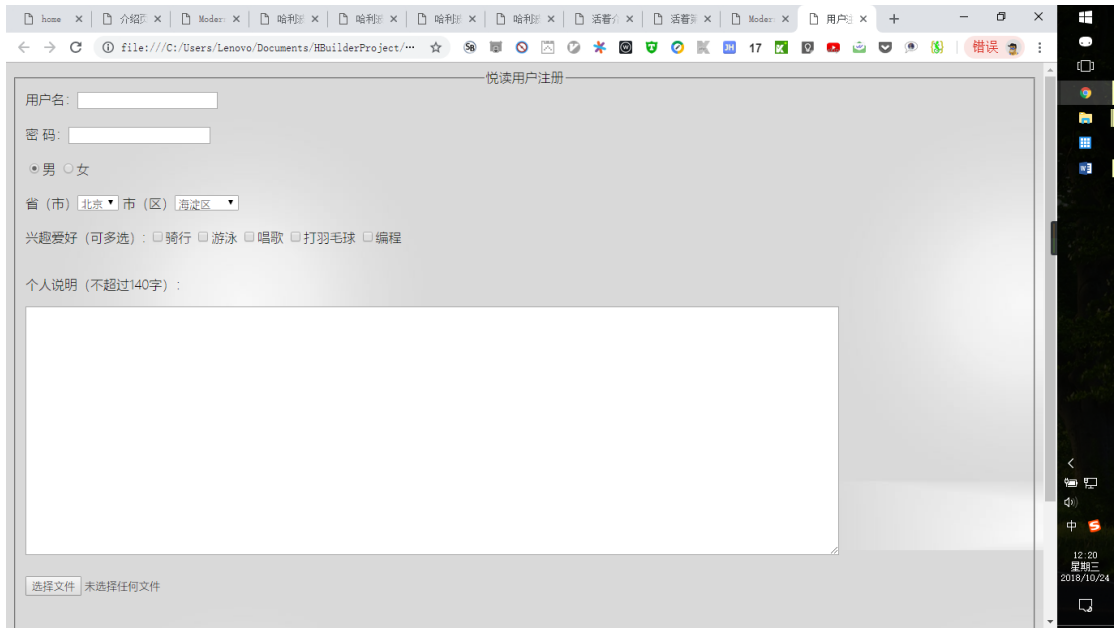 home 介绍 Moder 哈利 哈利 哈利 哈利 活着 活着 Moder 用户
file:///C:/Users/Lenovo/Documents/HBuilderProject/… 17 错误
悦读用户注册
用户名：
密 码：
男 女
省（市） 北京 市（区） 海淀区
兴趣爱好（可多选）: 骑行 游泳 唱歌 打羽毛球 编程
个人说明（不超过140字）:
选择文件 未选择任何文件
中
12:20
星期三
2018/10/24